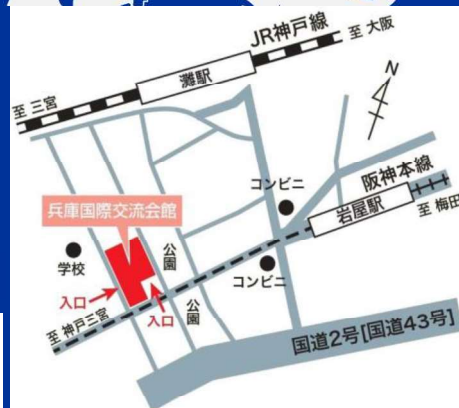 JR神戸線
至 大阪
灘駅
至 三宮
N
阪神本線
コンビニ
岩屋駅
至 梅田
兵庫国際交流会館
学校
公園
コンビニ
入口
入口
公園
至 神戸三宮
国道2号[国道43号]